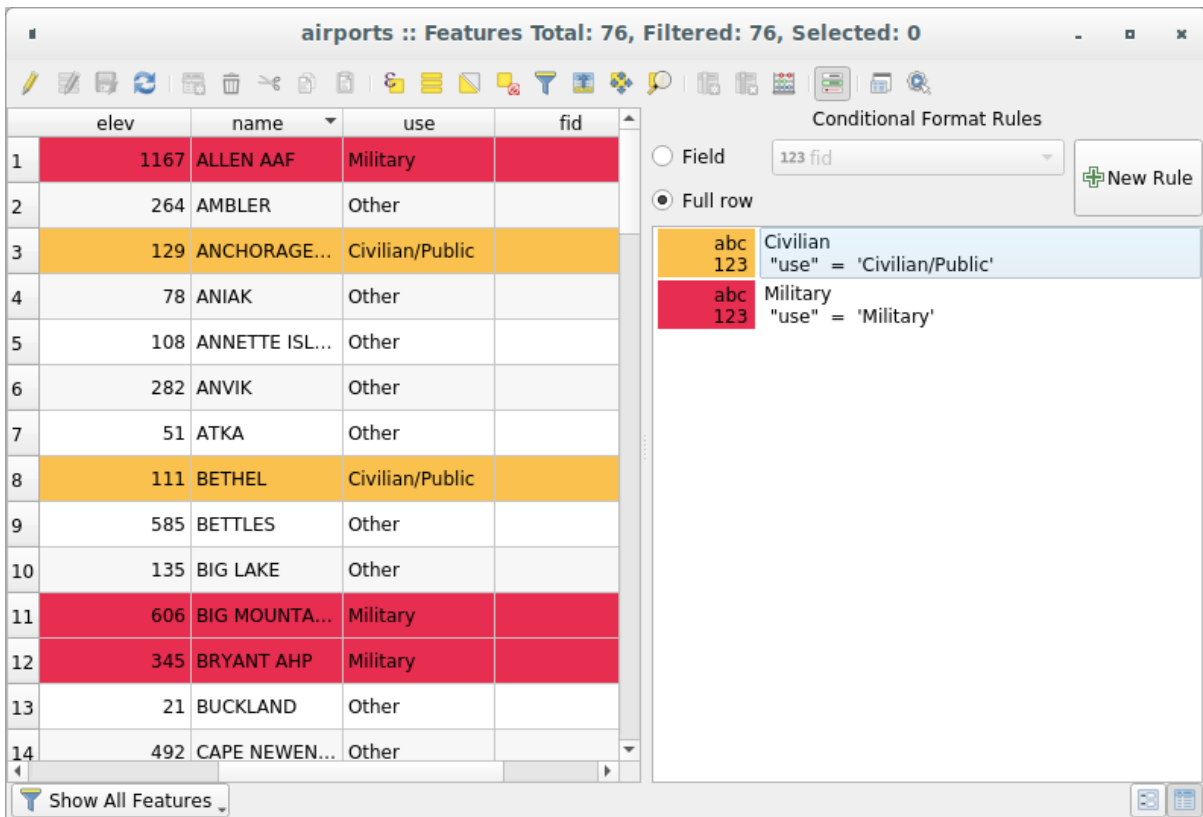 airports :: Features Total: 76, Filtered: 76, Selected: 0
elev name use fid
1 1167 ALLEN AAF Military
2 264 AMBLER Other
3 129 ANCHORAGE... Civilian/Public
4 78 ANIAK Other
5 108 ANNETTE ISL... Other
6 282 ANVIK Other
7 51 ATKA Other
8 111 BETHEL Civilian/Public
9 585 BETTLES Other
10 135 BIG LAKE Other
11 606 BIG MOUNTA... Military
12 345 BRYANT AHP Military
13 21 BUCKLAND Other
14 492 CAPE NEWEN... Other
Show All Features
Conditional Format Rules
Field 123 fid
Full row
New Rule
abc Civilian
123 "use" = 'Civilian/Public'
abc Military
123 "use" = 'Military'